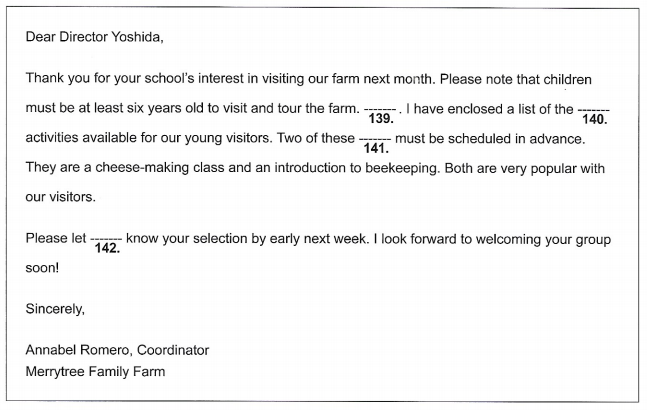 Dear Director Yoshida,
Thank you for your school's interest in visiting our farm next month. Please note that children
must be at least six years old to visit and tour the farm. -------. I have enclosed a list of the -------
139. 140.
activities available for our young visitors. Two of these ------- must be scheduled in advance.
141.
They are a cheese-making class and an introduction to beekeeping. Both are very popular with
our visitors.
Please let ------- know your selection by early next week. I look forward to welcoming your group
142.
soon!
Sincerely,
Annabel Romero, Coordinator
Merrytree Family Farm